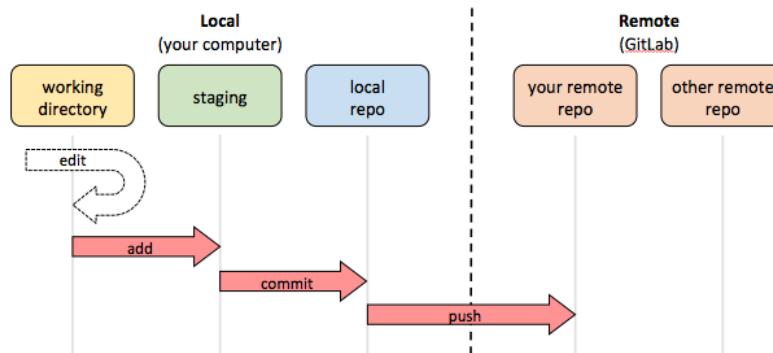 Local
(your computer)
Remote
(GitLab)
working
directory
staging
local
repo
your remote
repo
other remote
repo
edit
add
commit
push